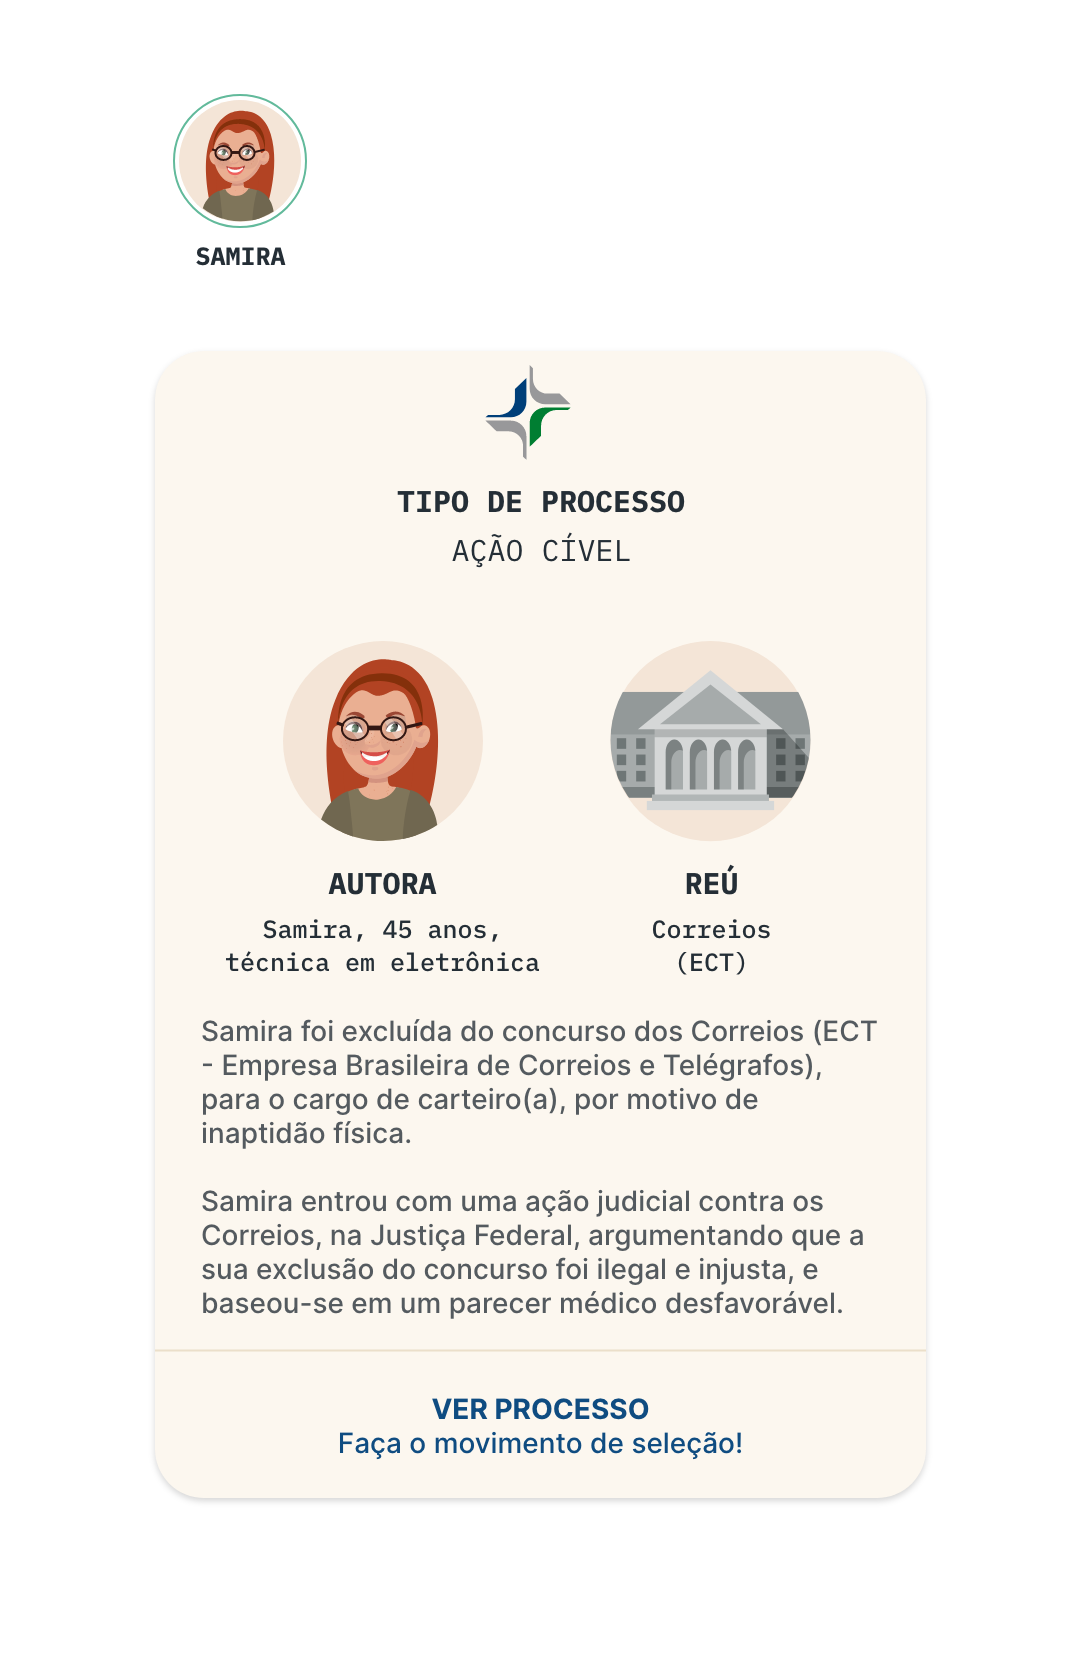 SAMIRA
TIPO DE PROCESSO
AÇÃO CÍVEL
AUTORA
Samira, 45 anos,
técnica em eletrônica
REÚ
Correios
(ECT)
Samira foi excluída do concurso dos Correios (ECT
- Empresa Brasileira de Correios e Telégrafos),
para o cargo de carteiro(a), por motivo de
inaptidão física.
Samira entrou com uma ação judicial contra os
Correios, na Justiça Federal, argumentando que a
sua exclusão do concurso foi ilegal e injusta, e
baseou-se em um parecer médico desfavorável.
VER PROCESSO
Faça o movimento de seleção!